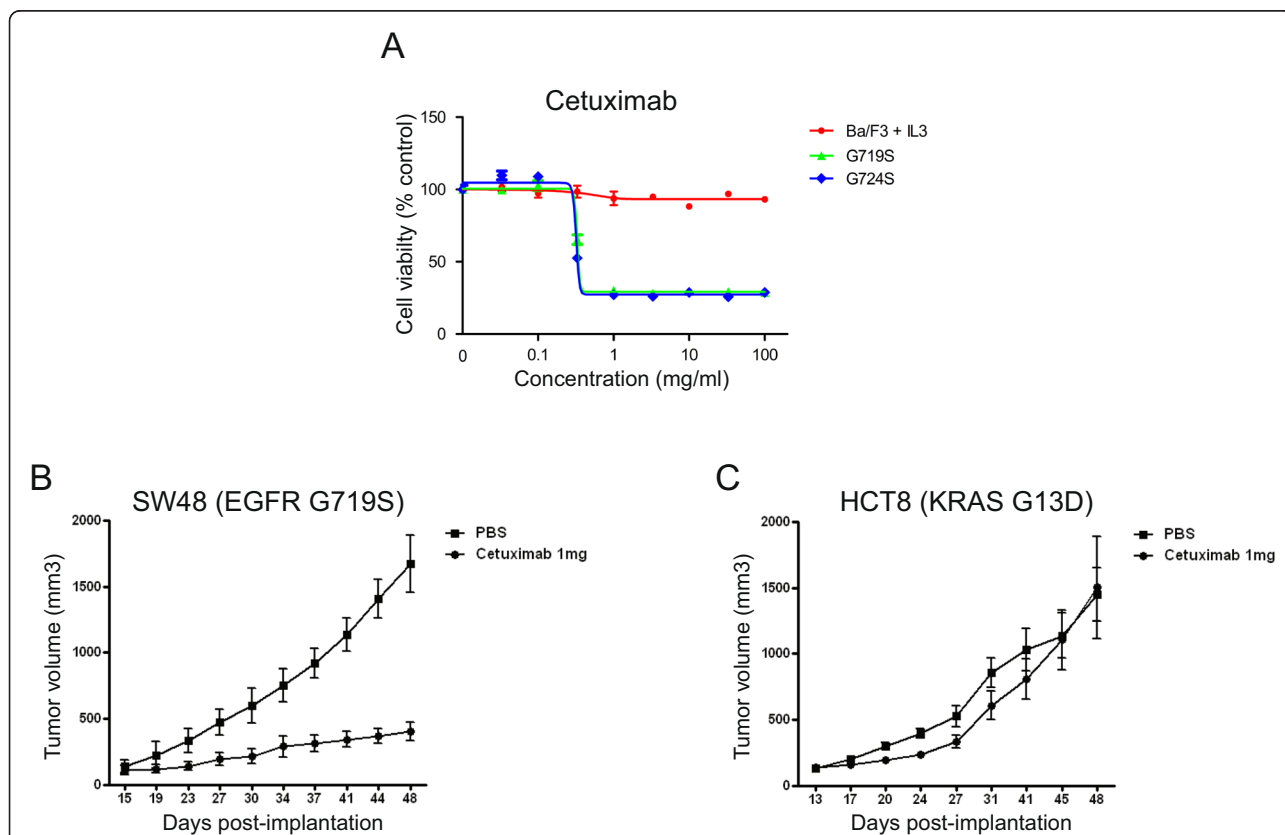 A
Cetuximab
Cell viabilty (% control)
150
100
50
0
0 0.1 1 10 100
Concentration (mg/ml)
Ba/F3 + IL3
G719S
G724S
B
SW48 (EGFR G719S)
Tumor volume (mm3)
2000
1500
1000
500
0
15 19 23 27 30 34 37 41 44 48
Days post-implantation
PBS
Cetuximab 1mg
C
HCT8 (KRAS G13D)
Tumor volume (mm3)
2000
1500
1000
500
0
13 17 20 24 27 31 41 45 48
Days post-implantation
PBS
Cetuximab 1mg